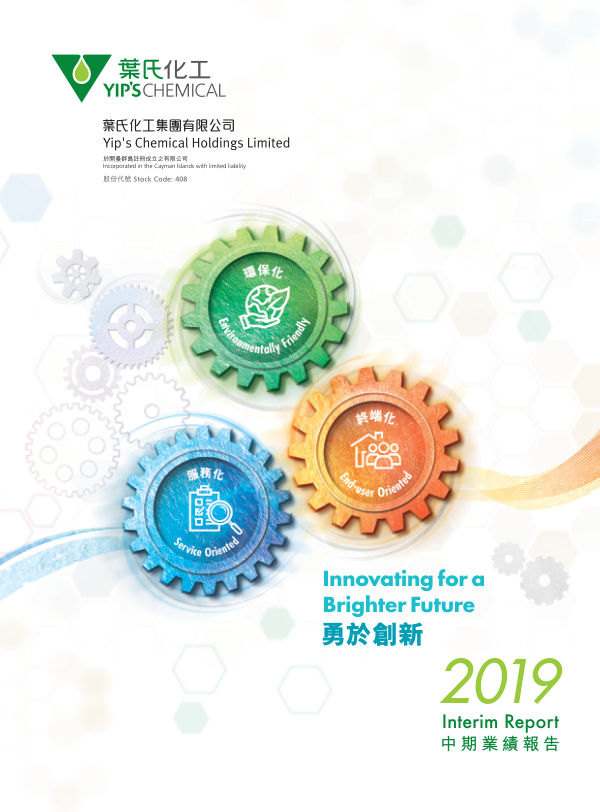 葉氏化工
YIP'S CHEMICAL
葉氏化工集團有限公司
Yip's Chemical Holdings Limited
於開曼群島註冊成立之有限公司
Incorporated in the Cayman Islands with limited liability
股份代號 Stock Code: 408
環保化
Environmentally Friendly
終端化
End-user Oriented
服務化
Service Oriented
Innovating for a
Brighter Future
勇於創新
2019
Interim Report
中期業績報告